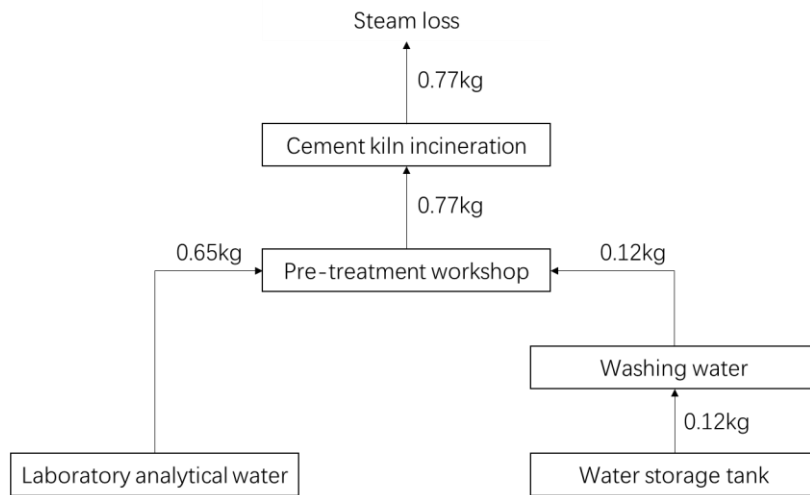 Steam loss
0.77kg
Cement kiln incineration
0.77kg
0.65kg
Pre-treatment workshop
0.12kg
Washing water
0.12kg
Laboratory analytical water
Water storage tank